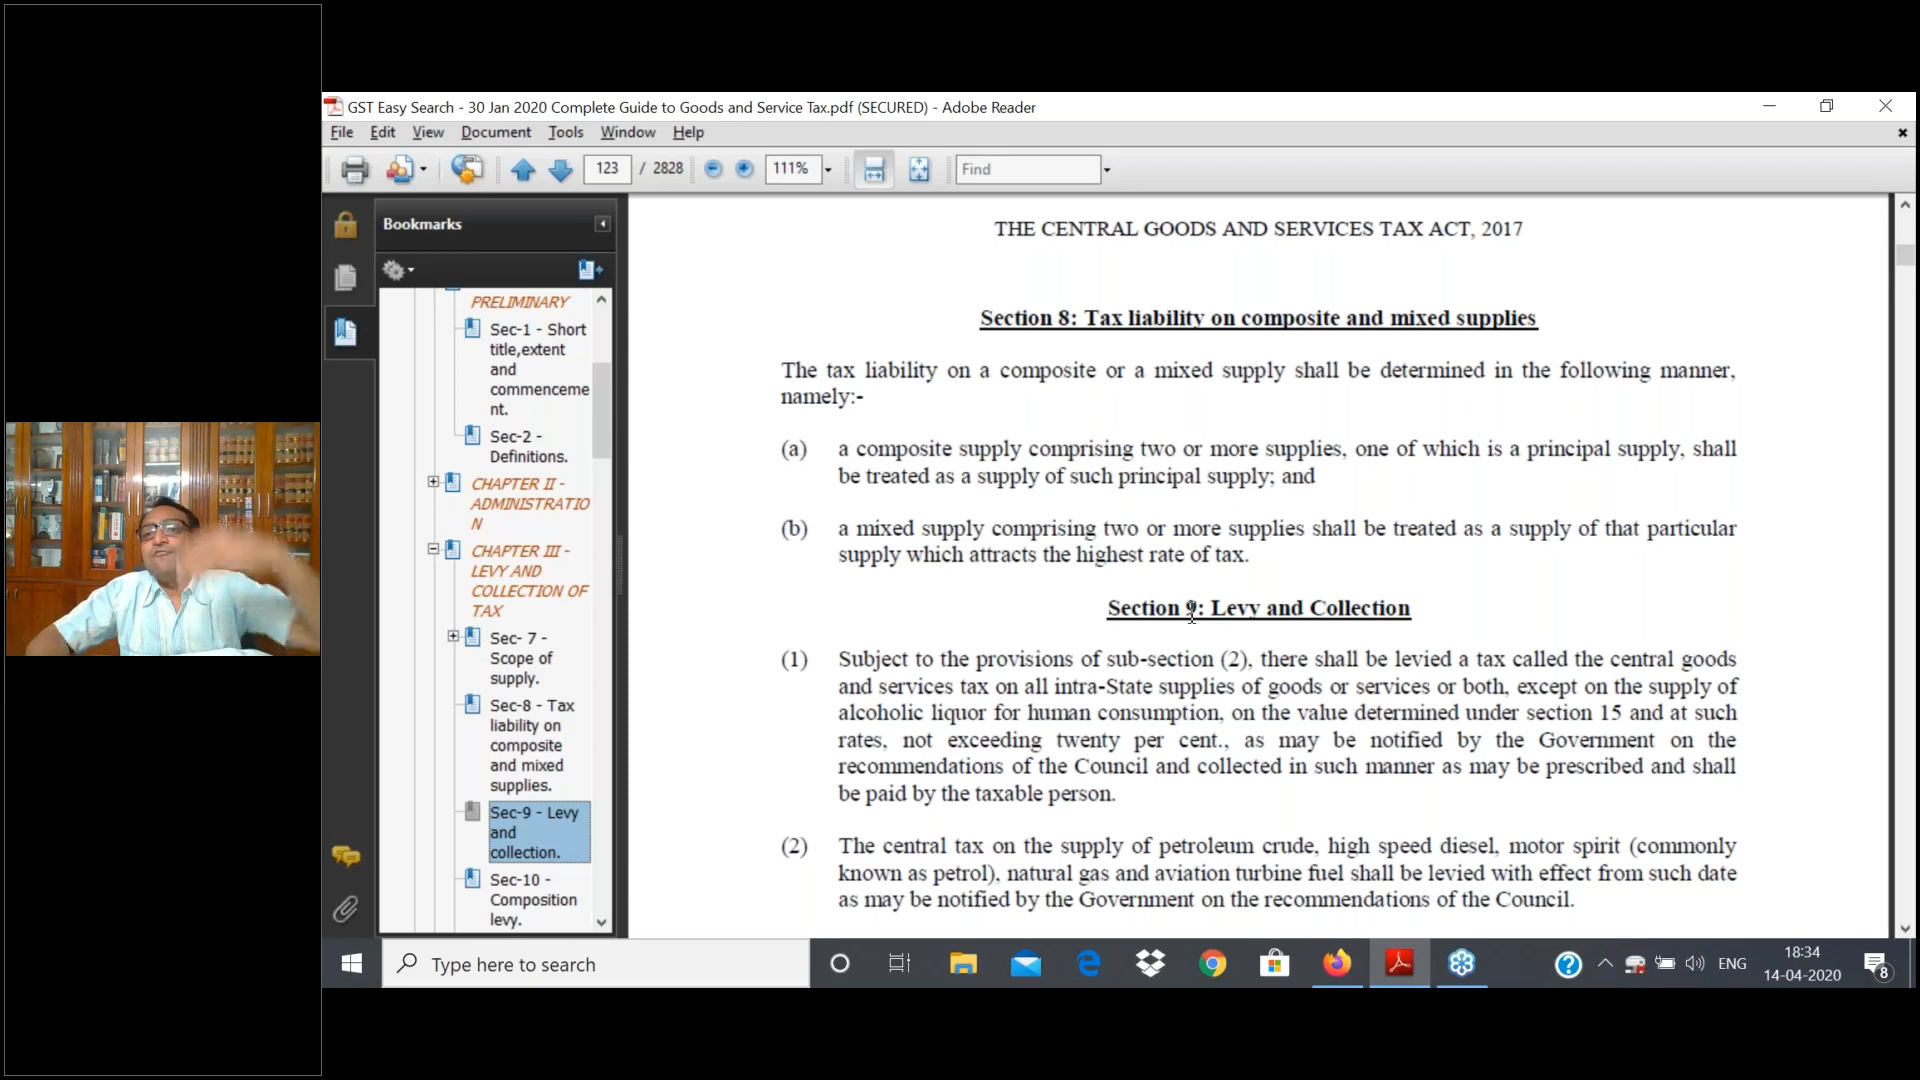 GST Easy Search - 30 Jan 2020 Complete Guide to Goods and Service Tax.pdf (SECURED) - Adobe Reader
File Edit View Document Tools Window Help
123 / 2828 111% Find
Bookmarks
PRELIMINARY
Sec-1 - Short
title,extent
and
commenceme
nt.
Sec-2 -
Definitions.
CHAPTER II -
ADMINISTRATIO
N
CHAPTER III -
LEVY AND
COLLECTION OF
TAX
Sec- 7 -
Scope of
supply.
Sec-8 - Tax
liability on
composite
and mixed
supplies.
Sec-9 - Levy
and
collection.
Sec-10 -
Composition
levy.
THE CENTRAL GOODS AND SERVICES TAX ACT, 2017
Section 8: Tax liability on composite and mixed supplies
The tax liability on a composite or a mixed supply shall be determined in the following manner,
namely:-
(a) a composite supply comprising two or more supplies, one of which is a principal supply, shall
be treated as a supply of such principal supply; and
(b) a mixed supply comprising two or more supplies shall be treated as a supply of that particular
supply which attracts the highest rate of tax.
Section 9: Levy and Collection
(1) Subject to the provisions of sub-section (2), there shall be levied a tax called the central goods
and services tax on all intra-State supplies of goods or services or both, except on the supply of
alcoholic liquor for human consumption, on the value determined under section 15 and at such
rates, not exceeding twenty per cent., as may be notified by the Government on the
recommendations of the Council and collected in such manner as may be prescribed and shall
be paid by the taxable person.
(2) The central tax on the supply of petroleum crude, high speed diesel, motor spirit (commonly
known as petrol), natural gas and aviation turbine fuel shall be levied with effect from such date
as may be notified by the Government on the recommendations of the Council.
Type here to search
ENG
18:34
14-04-2020
8